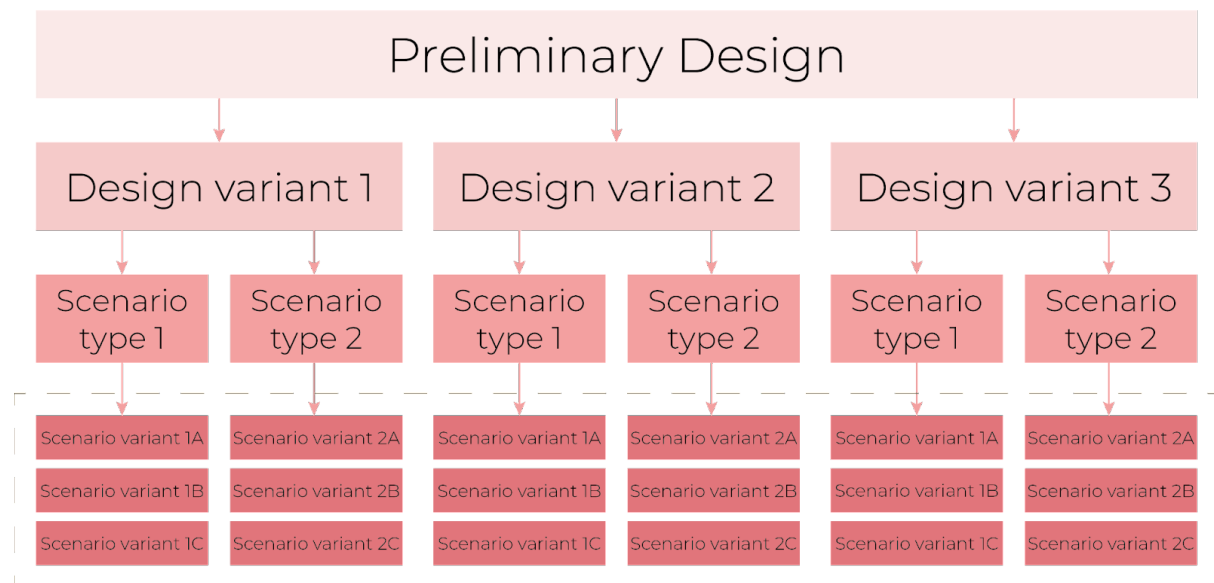 Preliminary Design
Design variant 1
Design variant 2
Design variant 3
Scenario
type 1
Scenario
type 2
Scenario
type 1
Scenario
type 2
Scenario
type 1
Scenario
type 2
Scenario variant 1A
Scenario variant 2A
Scenario variant 1A
Scenario variant 2A
Scenario variant 1A
Scenario variant 2A
Scenario variant 1B
Scenario variant 2B
Scenario variant 1B
Scenario variant 2B
Scenario variant 1B
Scenario variant 2B
Scenario variant 1C
Scenario variant 2C
Scenario variant 1C
Scenario variant 2C
Scenario variant 1C
Scenario variant 2C